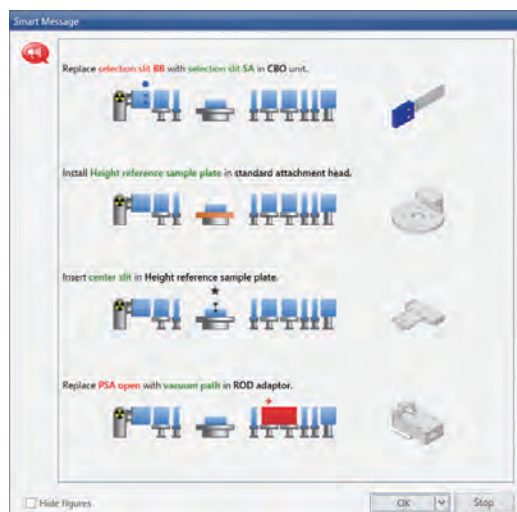 Smart Message
Replace selection slit BB with selection slit SA in CBO unit.
Install Height reference sample plate in standard attachment head.
Insert center slit in Height reference sample plate.
Replace PSA open with vacuum path in ROD adaptor.
Hide figures
OK
Stop